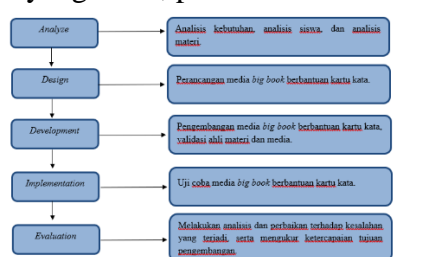 Analyze
Analisis kebutuhan, analisis siswa, dan analisis
materi.
Design
Perancangan media big book berbantuan kartu kata.
Development
Pengembangan media big book berbantuan kartu kata,
validasi ahli materi dan media.
Implementation
Uji coba media big book berbantuan kartu kata.
Evaluation
Melakukan analisis dan perbaikan terhadap kesalahan
yang terjadi, serta mengukur ketercapaian tujuan
pengembangan.